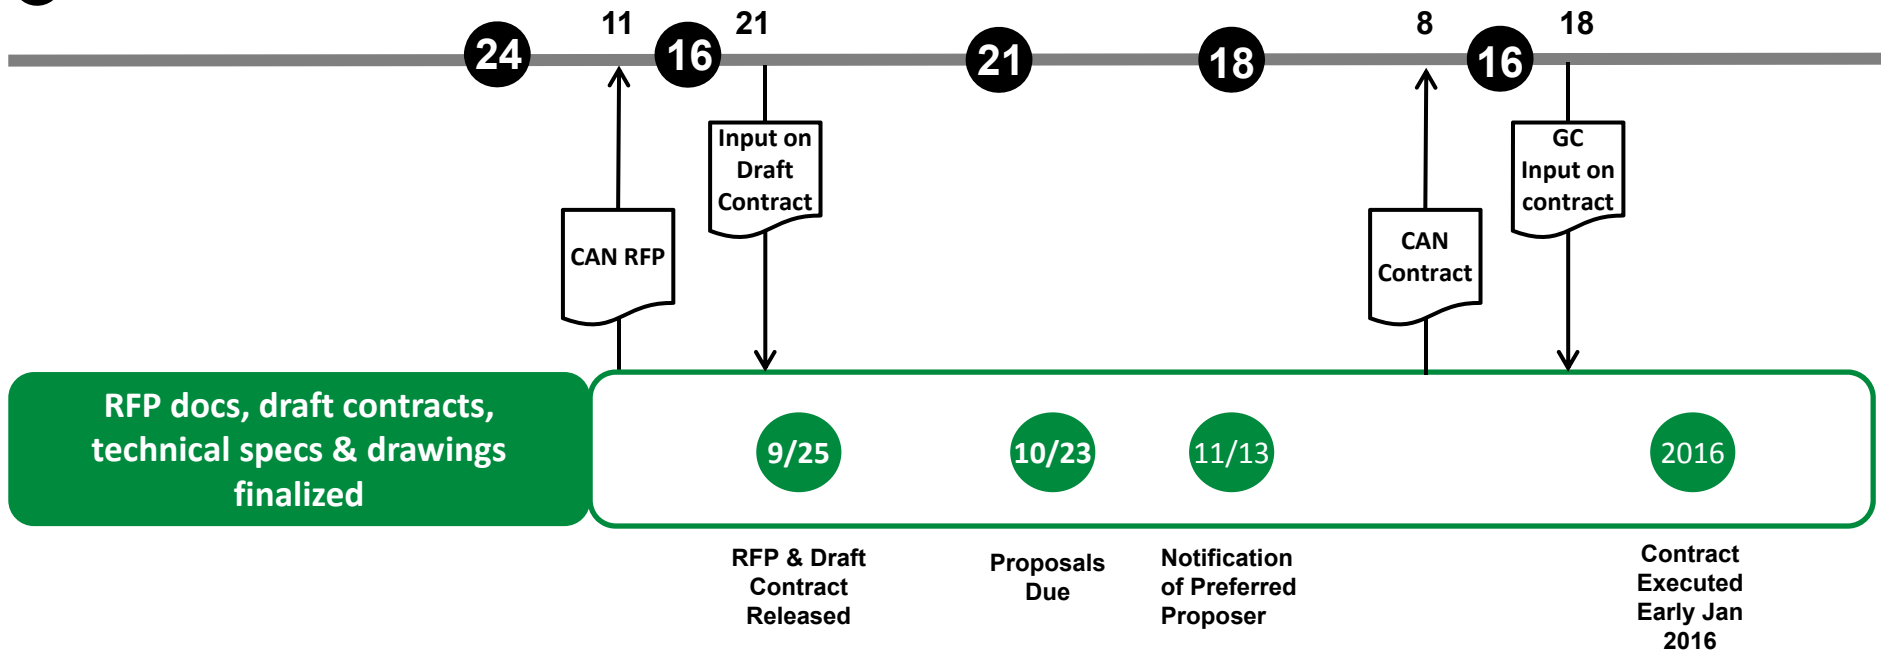 11
21
8
18
24
16
21
18
16
Input on
Draft
Contract
GC
Input on
contract
CAN RFP
CAN
Contract
RFP docs, draft contracts,
technical specs & drawings
finalized
9/25
10/23
11/13
2016
RFP & Draft
Contract
Released
Proposals
Due
Notification
of Preferred
Proposer
Contract
Executed
Early Jan
2016